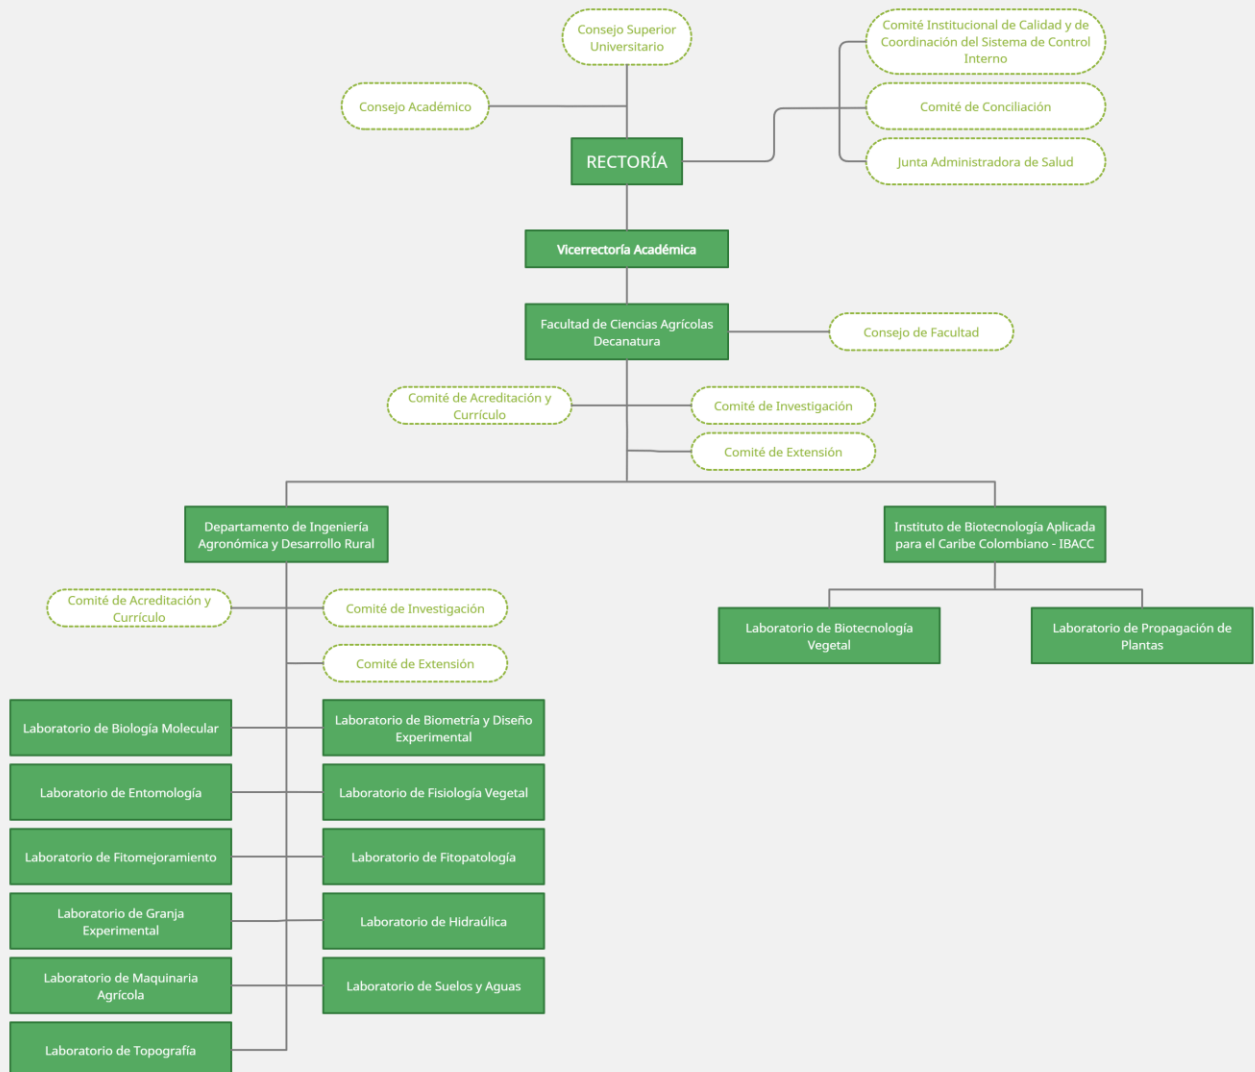 Consejo Superior
Universitario
Comité Institucional de Calidad y de
Coordinación del Sistema de Control
Interno
Consejo Académico
Comité de Conciliación
RECTORÍA
Junta Administradora de Salud
Vicerrectoría Académica
Facultad de Ciencias Agrícolas
Decanatura
Consejo de Facultad
Comité de Acreditación y
Currículo
Comité de Investigación
Comité de Extensión
Departamento de Ingeniería
Agronómica y Desarrollo Rural
Instituto de Biotecnología Aplicada
para el Caribe Colombiano - IBACC
Comité de Acreditación y
Currículo
Comité de Investigación
Comité de Extensión
Laboratorio de Biotecnología
Vegetal
Laboratorio de Propagación de
Plantas
Laboratorio de Biología Molecular
Laboratorio de Biometría y Diseño
Experimental
Laboratorio de Entomología
Laboratorio de Fisiología Vegetal
Laboratorio de Fitomejoramiento
Laboratorio de Fitopatología
Laboratorio de Granja
Experimental
Laboratorio de Hidraúlica
Laboratorio de Maquinaria
Agrícola
Laboratorio de Suelos y Aguas
Laboratorio de Topografía